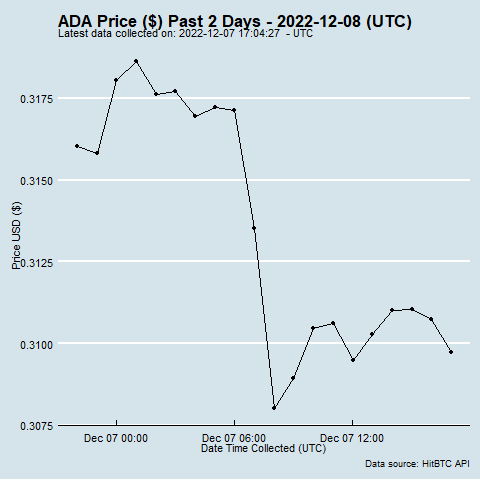 ADA Price ($) Past 2 Days - 2022-12-08 (UTC)
Latest data collected on: 2022-12-07 17:04:27 - UTC
Price USD ($)
0.3175
0.3150
0.3125
0.3100
0.3075
Dec 07 00:00 Dec 07 06:00 Dec 07 12:00
Date Time Collected (UTC)
Data source: HitBTC API